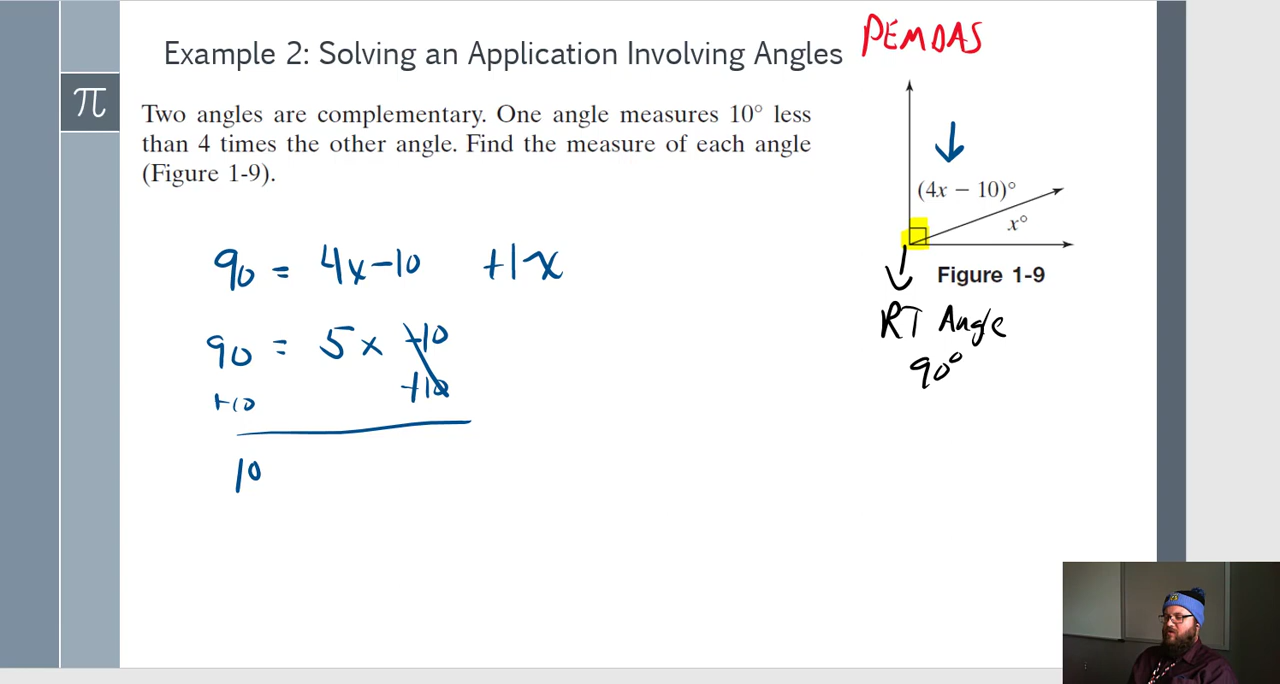 Example 2: Solving an Application Involving Angles
PEMDAS
π
Two angles are complementary. One angle measures 10° less
than 4 times the other angle. Find the measure of each angle
(Figure 1-9).
(4x − 10)°
x°
Figure 1-9
RT Angle
90°
90 = 4x-10 +1x
90 = 5x -10
+10 +10
10